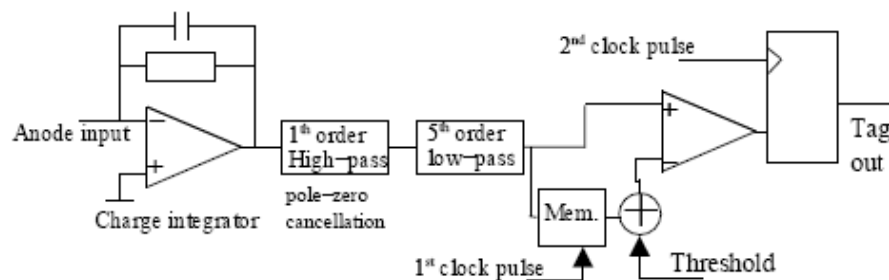 2nd clock pulse
Anode input
−
+
1th order
High−pass
5th order
low−pass
+
−
Tag
out
pole−zero
cancellation
Charge integrator
Mem.
+
1st clock pulse
Threshold